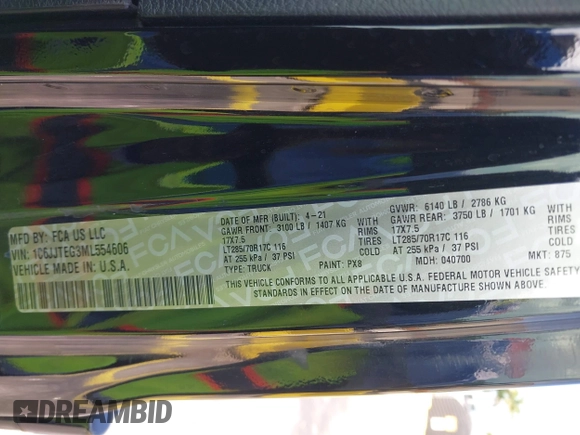 MFD BY: FCA US LLC
VIN: 1C6JJTEG3ML554606
VEHICLE MADE IN U.S.A.
DATE OF MFR (BUILT): 4-21
GAWR FRONT: 3100 LB / 1407 KG
17X7.5
LT285/70R17C 116
AT 255 kPa / 37 PSI
TYPE: TRUCK
PAINT: PX8
GVWR: 6140 LB / 2786 KG
GAWR REAR: 3750 LB / 1701 KG
RIMS 17X7.5 RIMS
TIRES LT285/70R17C 116 TIRES
COLD AT 255 kPa / 37 PSI COLD
MDH: 040700
MKT: 875
VEHICLE CONFORMS TO ALL APPLICABLE U.S.A. FEDERAL MOTOR VEHICLE SAFETY
STANDARDS IN EFFECT ON THE DATE OF MANUFACTURE SHOWN ABOVE.
DREAMBID